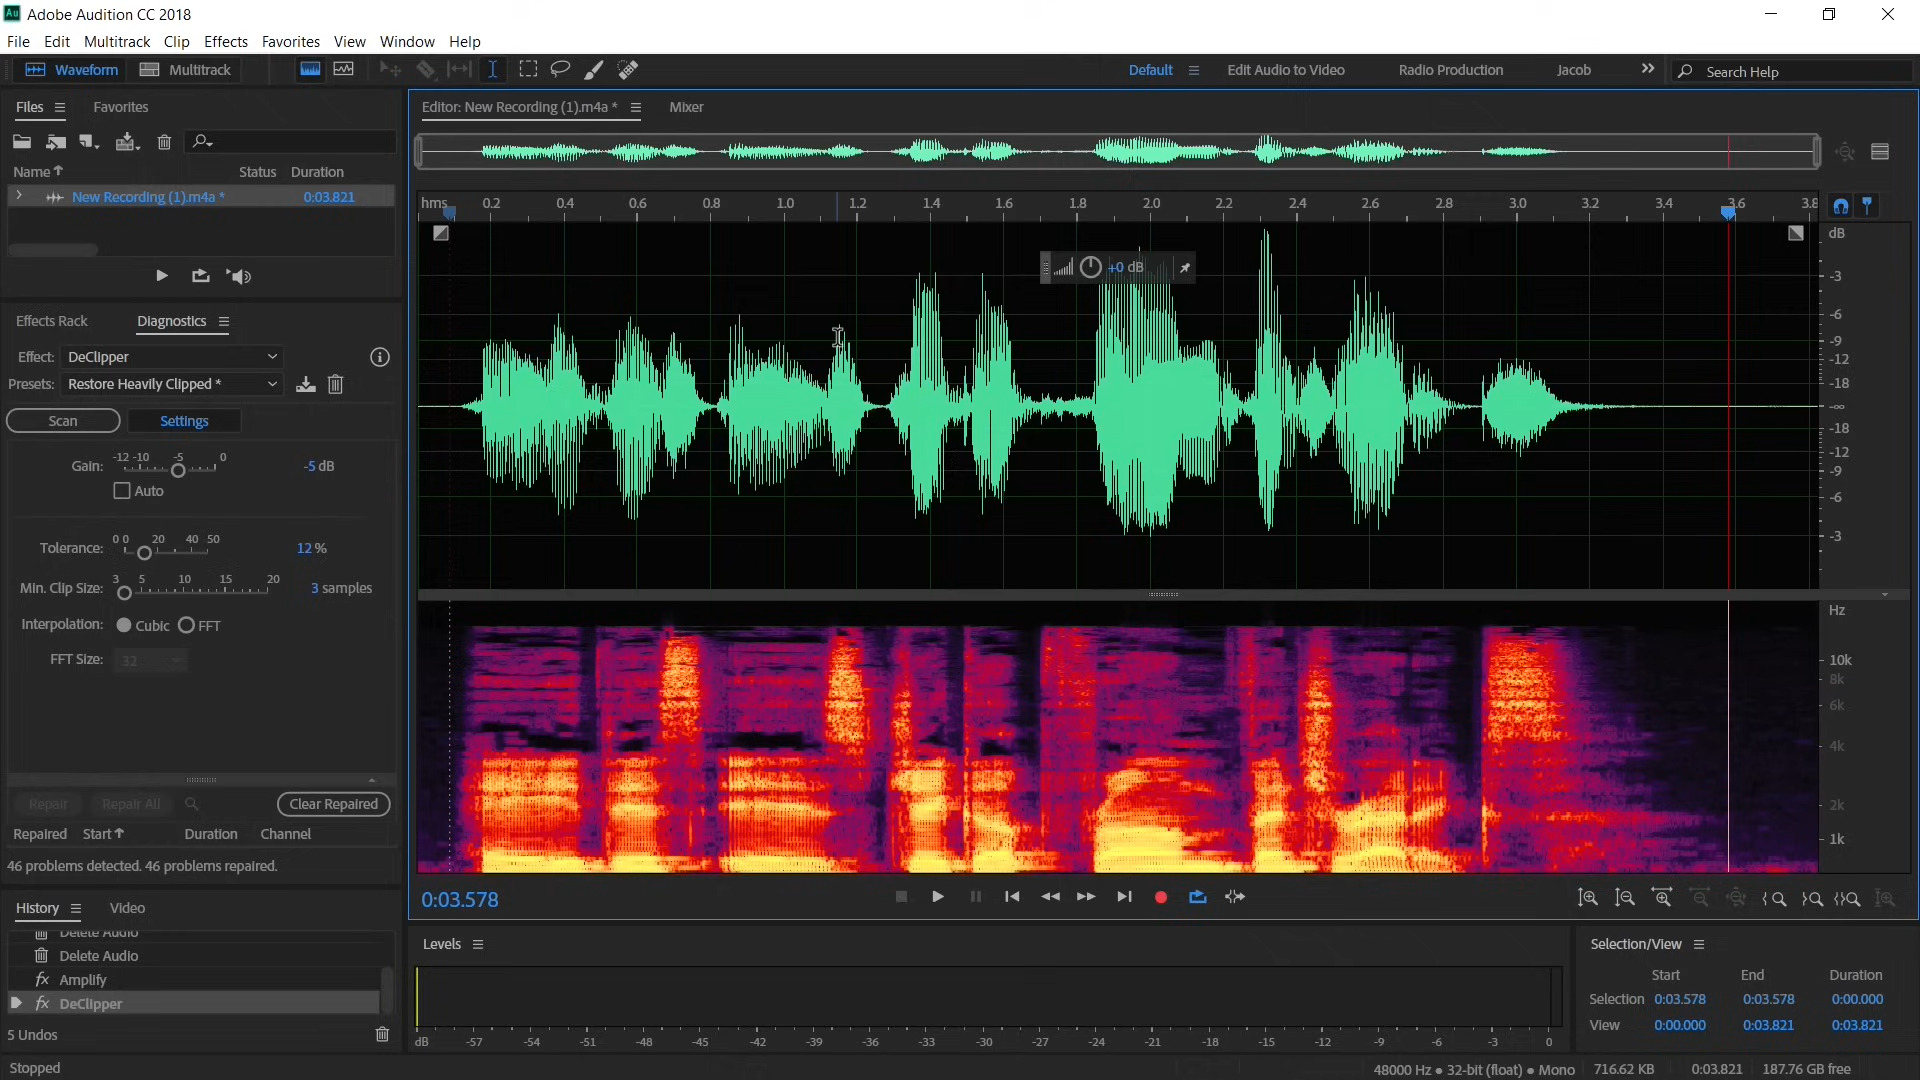 Au Adobe Audition CC 2018
File Edit Multitrack Clip Effects Favorites View Window Help
Waveform Multitrack Default Edit Audio to Video Radio Production Jacob Search Help
Files Favorites
Name Status Duration
New Recording (1).m4a * 0:03.821
Effects Rack Diagnostics
Effect: DeClipper
Presets: Restore Heavily Clipped *
Scan Settings
-12 -10 -5 0
Gain: -5 dB
Auto
0 0 20 40 50
Tolerance: 12 %
3 5 10 15 20
Min. Clip Size: 3 samples
Interpolation: Cubic FFT
FFT Size: 32
Repair Repair All Clear Repaired
Repaired Start Duration Channel
46 problems detected. 46 problems repaired.
History Video
Delete Audio
Delete Audio
fx Amplify
fx DeClipper
5 Undos
Stopped
Editor: New Recording (1).m4a * Mixer
hms 0.2 0.4 0.6 0.8 1.0 1.2 1.4 1.6 1.8 2.0 2.2 2.4 2.6 2.8 3.0 3.2 3.4 3.6 3.8
+0 dB
dB
-3
-6
-9
-12
-18
-∞
-18
-12
-9
-6
-3
Hz
10k
8k
6k
4k
2k
1k
0:03.578
Levels
dB -57 -54 -51 -48 -45 -42 -39 -36 -33 -30 -27 -24 -21 -18 -15 -12 -9 -6 -3 0
Selection/View
Start End Duration
Selection 0:03.578 0:03.578 0:00.000
View 0:00.000 0:03.821 0:03.821
48000 Hz ● 32-bit (float) ● Mono 716.62 KB 0:03.821 187.76 GB free